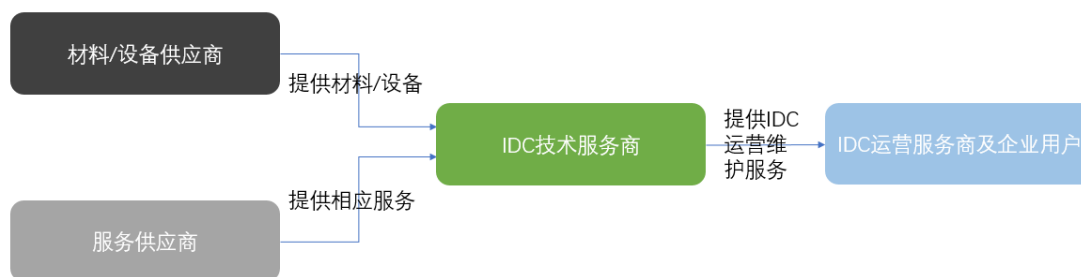 材料/设备供应商
提供材料/设备
IDC技术服务商
提供IDC
运营维
护服务
IDC运营服务商及企业用户
提供相应服务
服务供应商